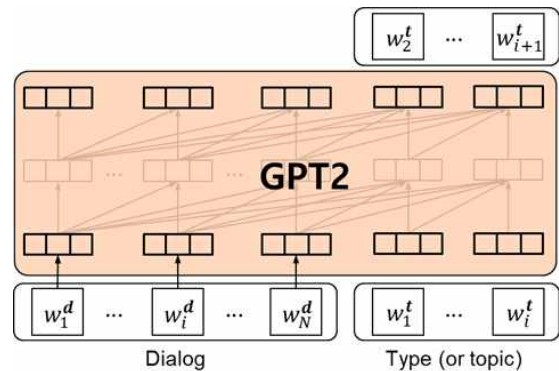 w_2^t ... w_{i+1}^t
... ...
GPT2
w_1^d ... w_i^d ... w_N^d w_1^t ... w_i^t
Dialog Type (or topic)